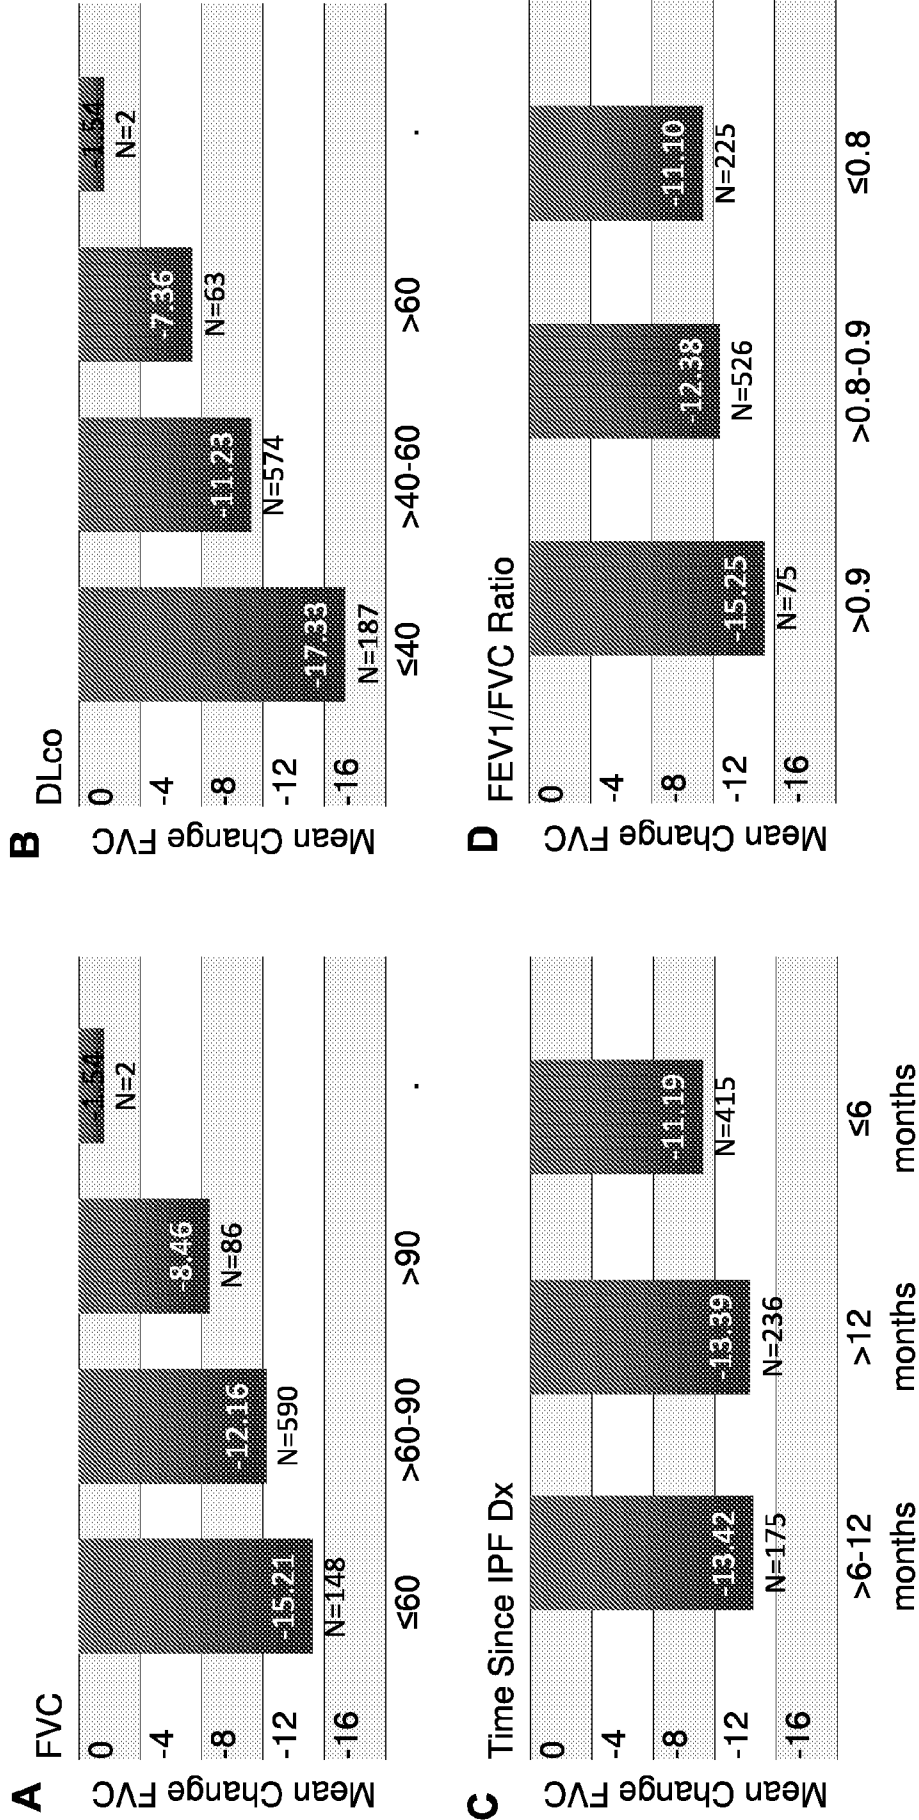 A
FVC
Mean Change FVC
0
-4
-8
-12
-16
-15.21
N=148
≤60
-12.16
N=590
>60-90
-8.46
N=86
>90
-1.54
N=2
.
B
DLco
Mean Change FVC
0
-4
-8
-12
-16
-17.33
N=187
≤40
-11.23
N=574
>40-60
-7.36
N=63
>60
-1.54
N=2
.
C
Time Since IPF Dx
Mean Change FVC
0
-4
-8
-12
-16
-13.42
N=175
>6-12
months
-13.39
N=236
>12
months
-11.19
N=415
≤6
months
D
FEV1/FVC Ratio
Mean Change FVC
0
-4
-8
-12
-16
-15.25
N=75
>0.9
-12.38
N=526
>0.8-0.9
-11.10
N=225
≤0.8